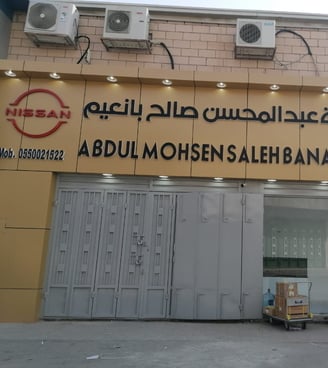 NISSAN
ة عبد المحسن صالح بانعيم
Mob. 0550021522
ABDUL MOHSEN SALEH BANA